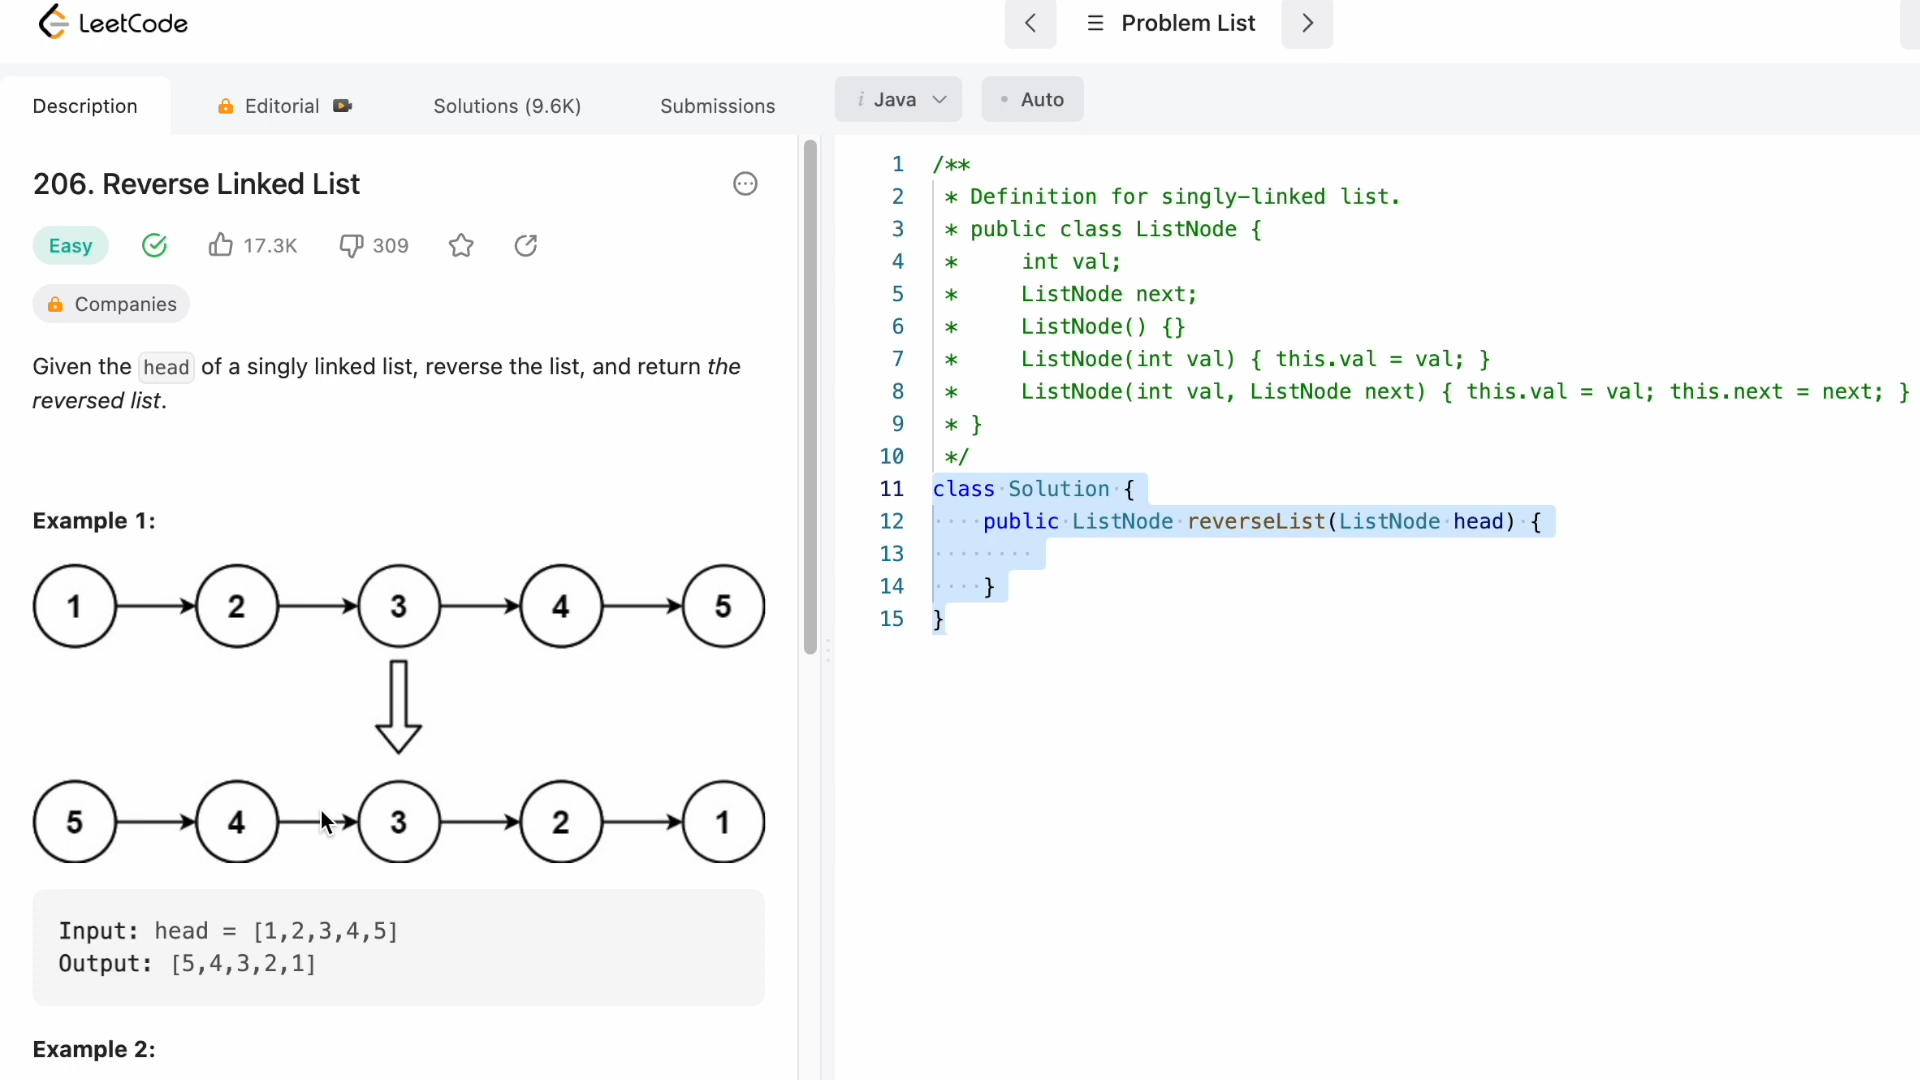 LeetCode
Problem List
Description
Editorial
Solutions (9.6K)
Submissions
i Java
Auto
206. Reverse Linked List
Easy
17.3K
309
Companies
Given the head of a singly linked list, reverse the list, and return the
reversed list.
Example 1:
1 2 3 4 5
5 4 3 2 1
Input: head = [1,2,3,4,5]
Output: [5,4,3,2,1]
Example 2:
1 /**
2 * Definition for singly-linked list.
3 * public class ListNode {
4 *     int val;
5 *     ListNode next;
6 *     ListNode() {}
7 *     ListNode(int val) { this.val = val; }
8 *     ListNode(int val, ListNode next) { this.val = val; this.next = next; }
9 * }
10 */
11 class Solution {
12     public ListNode reverseList(ListNode head) {
13
14     }
15 }